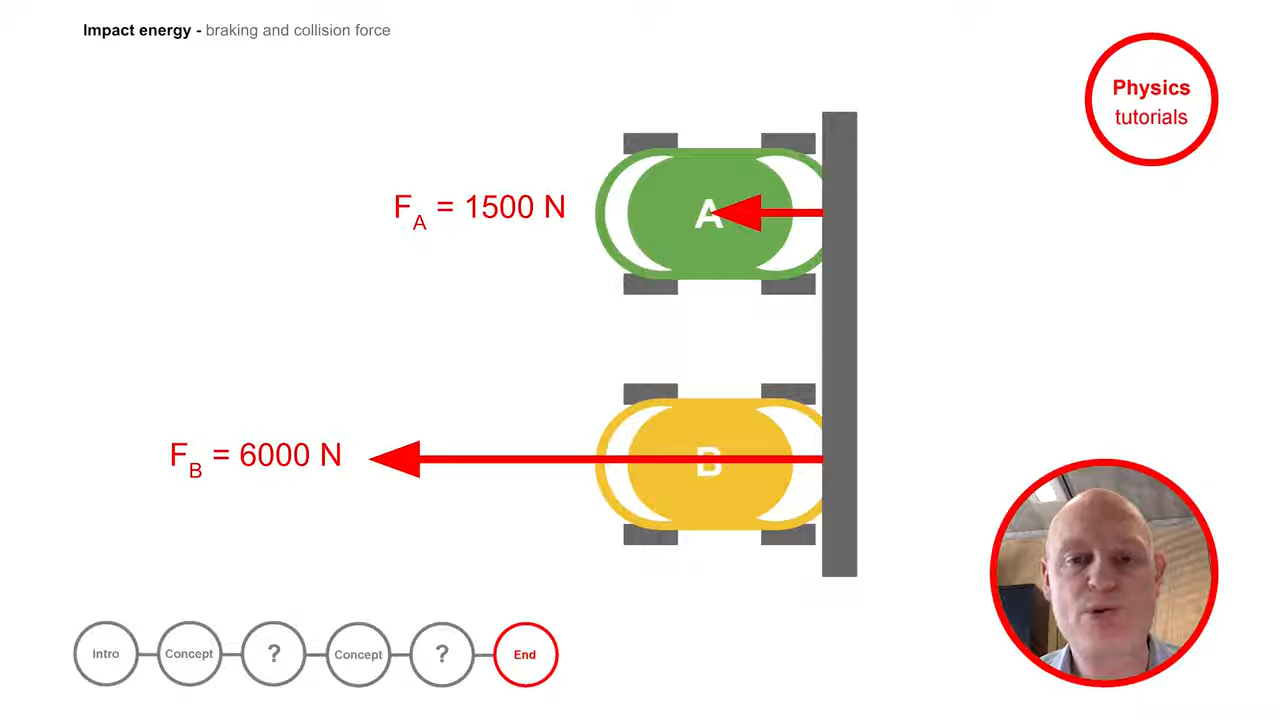 Impact energy - braking and collision force
Physics
tutorials
A
F_A = 1500 N
B
F_B = 6000 N
Intro
Concept
?
Concept
?
End